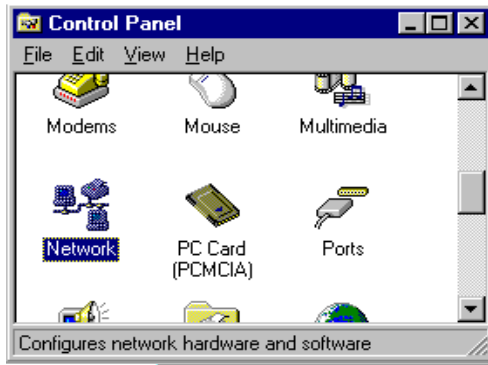 Control Panel
File Edit View Help
Modems Mouse Multimedia
Network PC Card Ports
(PCMCIA)
Configures network hardware and software